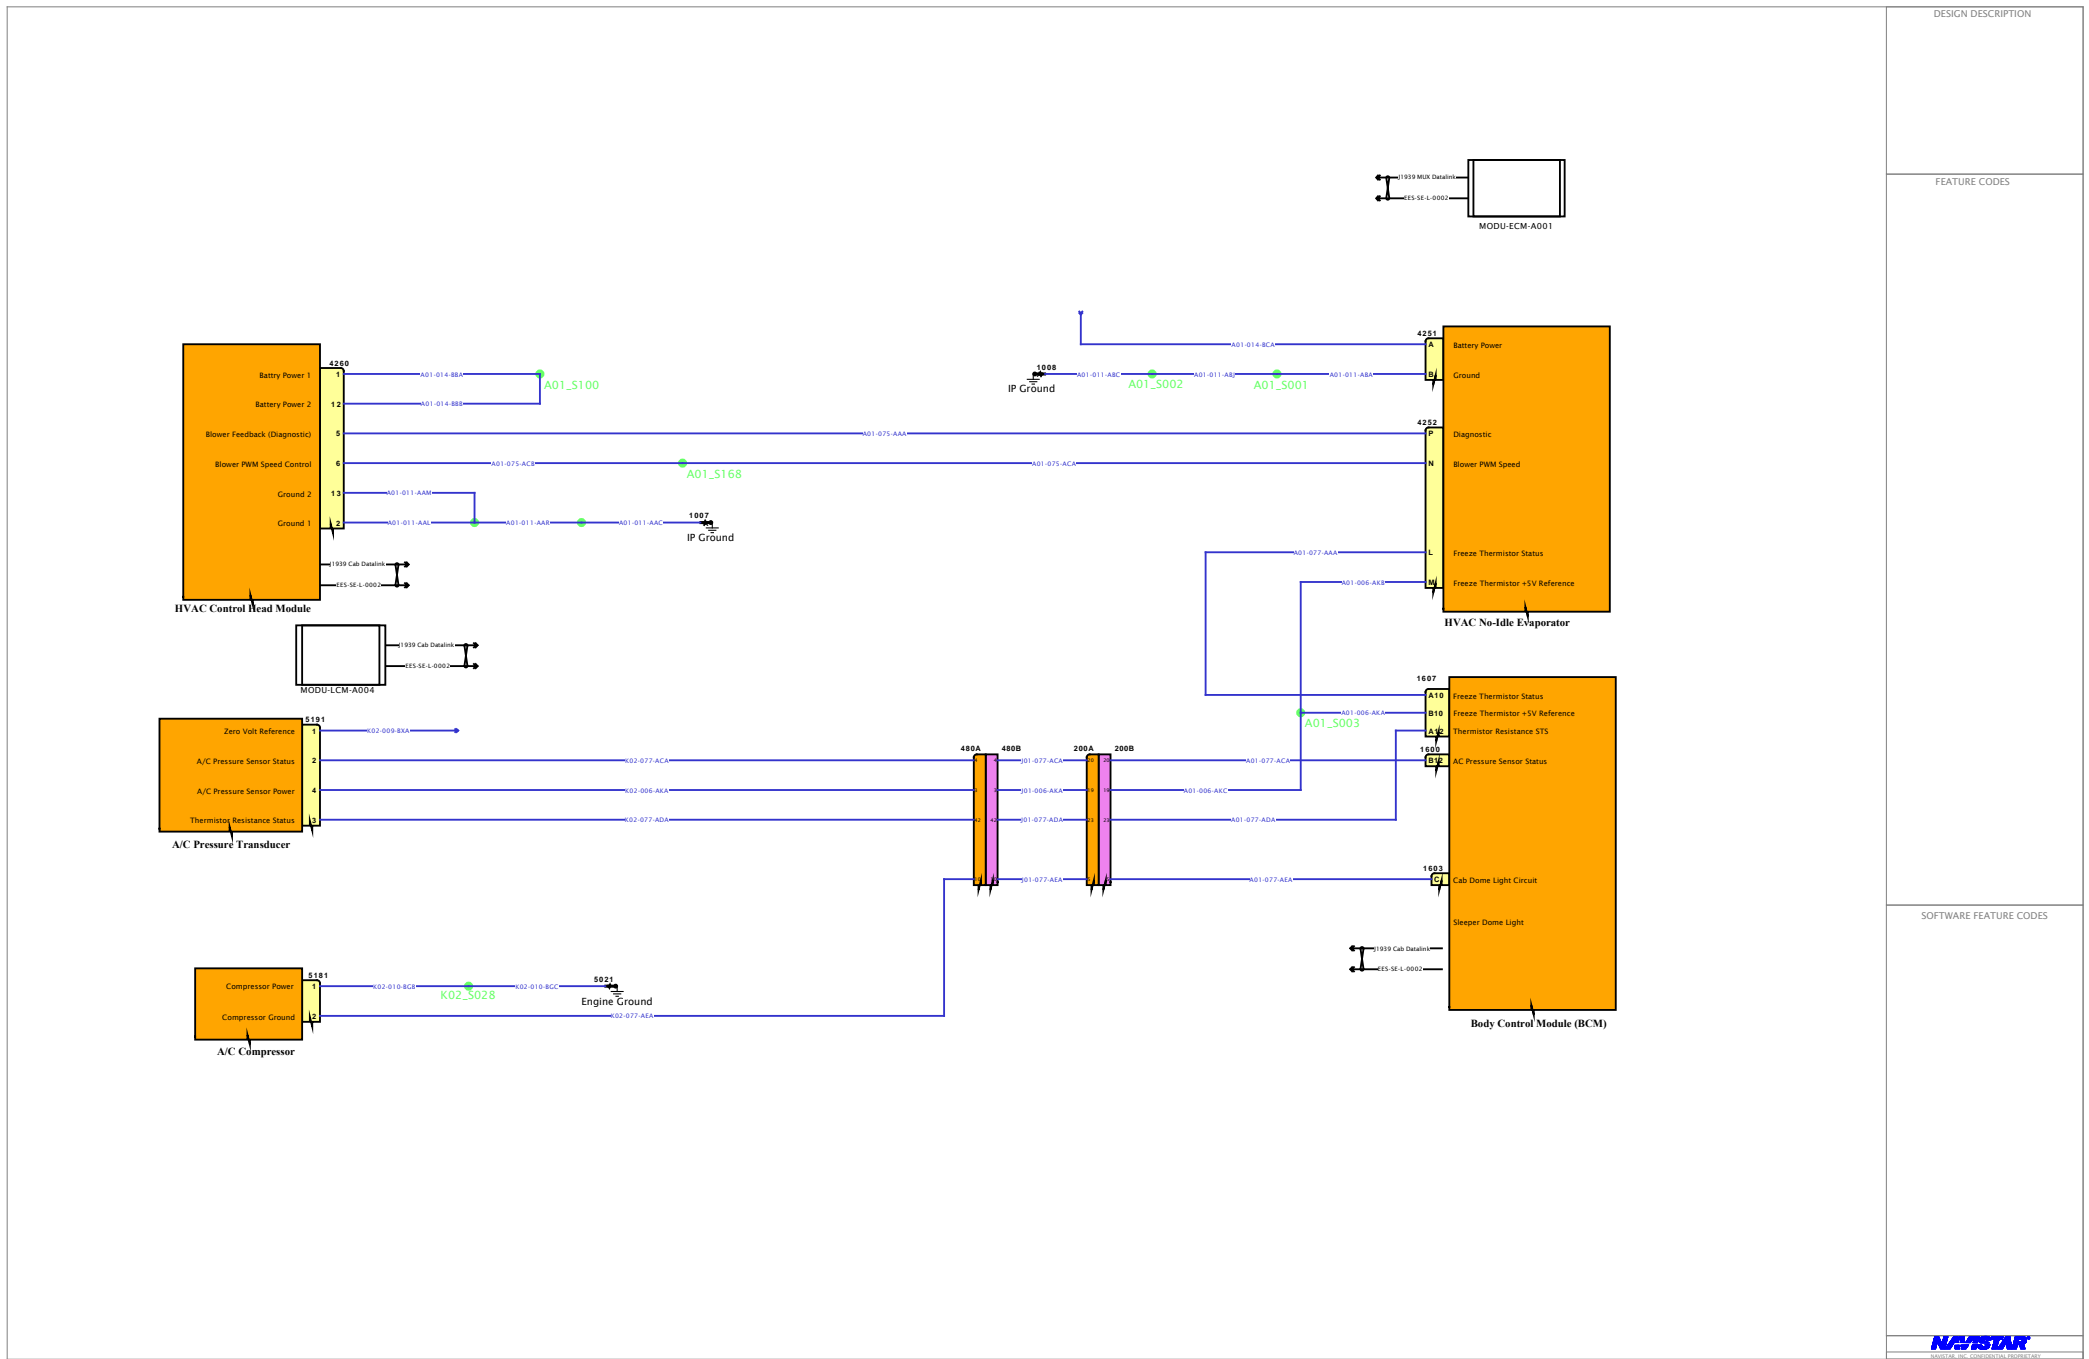 DESIGN DESCRIPTION
FEATURE CODES
SOFTWARE FEATURE CODES
J1939 MUX Datalink
EES-SE-L-0002
MODU-ECM-A001
4260
Battry Power 1
1
A01-014-BBA
A01_S100
Battery Power 2
12
A01-014-BBB
Blower Feedback (Diagnostic)
5
A01-075-AAA
Blower PWM Speed Control
6
A01-075-ACB
A01_S168
A01-075-ACA
Ground 2
13
A01-011-AAM
Ground 1
2
A01-011-AAL
A01-011-AAR
A01-011-AAC
1007
IP Ground
J1939 Cab Datalink
EES-SE-L-0002
HVAC Control Head Module
4251
A01-014-BCA
A
Battery Power
1008
IP Ground
A01-011-ABC
A01_S002
A01-011-ABJ
A01_S001
A01-011-ABA
B
Ground
4252
P
Diagnostic
N
Blower PWM Speed
A01-077-AAA
L
Freeze Thermistor Status
A01-006-AKB
M
Freeze Thermistor +5V Reference
HVAC No-Idle Evaporator
J1939 Cab Datalink
EES-SE-L-0002
MODU-LCM-A004
5191
Zero Volt Reference
1
K02-009-BXA
A/C Pressure Sensor Status
2
K02-077-ACA
A/C Pressure Sensor Power
4
K02-006-AKA
Thermistor Resistance Status
3
K02-077-ADA
A/C Pressure Transducer
480A
480B
200A
200B
J01-077-ACA
J01-006-AKA
J01-077-ADA
J01-077-AEA
A01-077-ACA
A01-006-AKC
A01-077-ADA
A01-077-AEA
1607
A10
Freeze Thermistor Status
A01_S003
A01-006-AKA
B10
Freeze Thermistor +5V Reference
A12
Thermistor Resistance STS
1600
B12
AC Pressure Sensor Status
1603
C
Cab Dome Light Circuit
Sleeper Dome Light
J1939 Cab Datalink
EES-SE-L-0002
Body Control Module (BCM)
5181
Compressor Power
1
K02-010-BGB
K02_S028
K02-010-BGC
5021
Engine Ground
Compressor Ground
2
K02-077-AEA
A/C Compressor
NAVISTAR
NAVISTAR, INC. CONFIDENTIAL PROPRIETARY